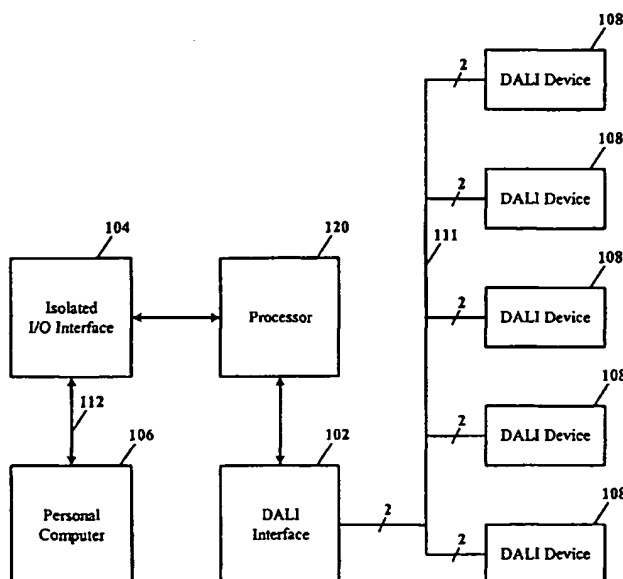 108
2
DALI Device
108
2
DALI Device
104
120
111
108
Isolated
I/O Interface
Processor
2
DALI Device
112
108
106
102
2
DALI Device
Personal
Computer
DALI
Interface
2
108
2
DALI Device